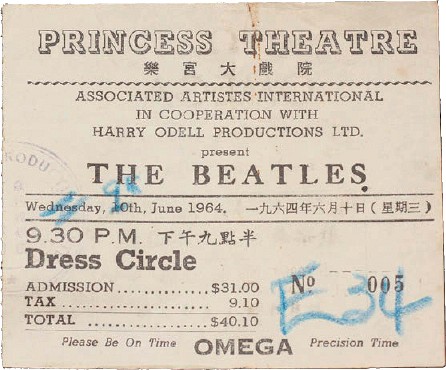 PRINCESS THEATRE
樂宮大戲院
ASSOCIATED ARTISTES INTERNATIONAL
IN COOPERATION WITH
HARRY ODELL PRODUCTIONS LTD.
present
THE BEATLES
Wednesday, 10th, June 1964. 一九六四年六月十日(星期三)
9.30 P.M. 下午九點半
Dress Circle
ADMISSION...............$31.00 No 005
TAX ......................... 9.10
TOTAL ....................$40.10
E34
Please Be On Time OMEGA Precision Time